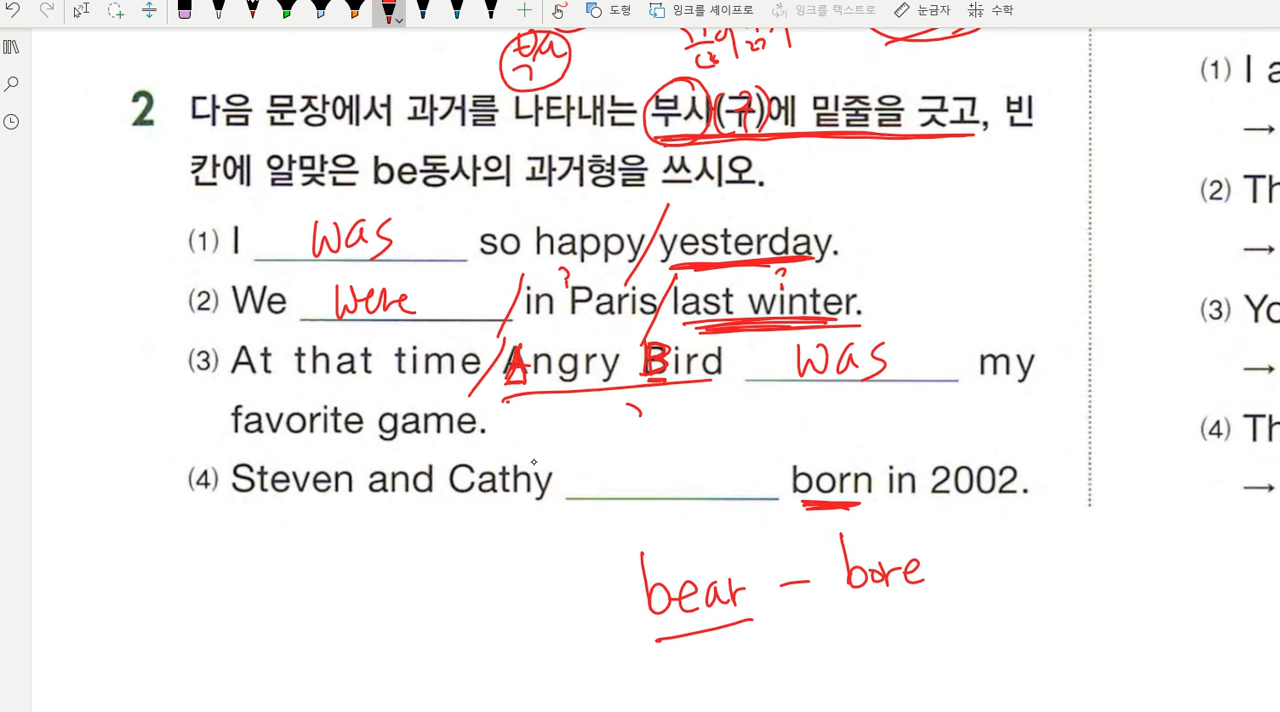 도형 잉크를 셰이프로 잉크를 텍스트로 눈금자 수학
2 다음 문장에서 과거를 나타내는 부사(구)에 밑줄을 긋고, 빈
칸에 알맞은 be동사의 과거형을 쓰시오.
(1) I was so happy yesterday.
(2) We were in Paris last winter.
(3) At that time Angry Bird was my
favorite game.
(4) Steven and Cathy born in 2002.
bear - bore
(1) I a
→
(2) Th
→
(3) Yo
→
(4) Th
→